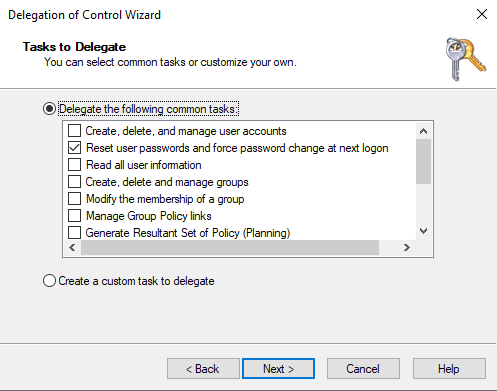 Delegation of Control Wizard
Tasks to Delegate
You can select common tasks or customize your own.
Delegate the following common tasks:
Create, delete, and manage user accounts
Reset user passwords and force password change at next logon
Read all user information
Create, delete and manage groups
Modify the membership of a group
Manage Group Policy links
Generate Resultant Set of Policy (Planning)
Create a custom task to delegate
< Back
Next >
Cancel
Help